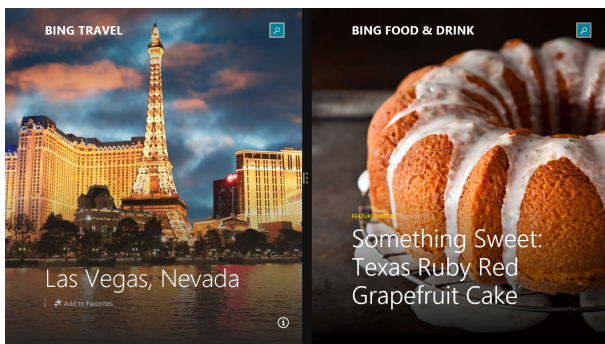 BING TRAVEL
Las Vegas, Nevada
Add to Favorites
BING FOOD & DRINK
Something Sweet:
Texas Ruby Red
Grapefruit Cake